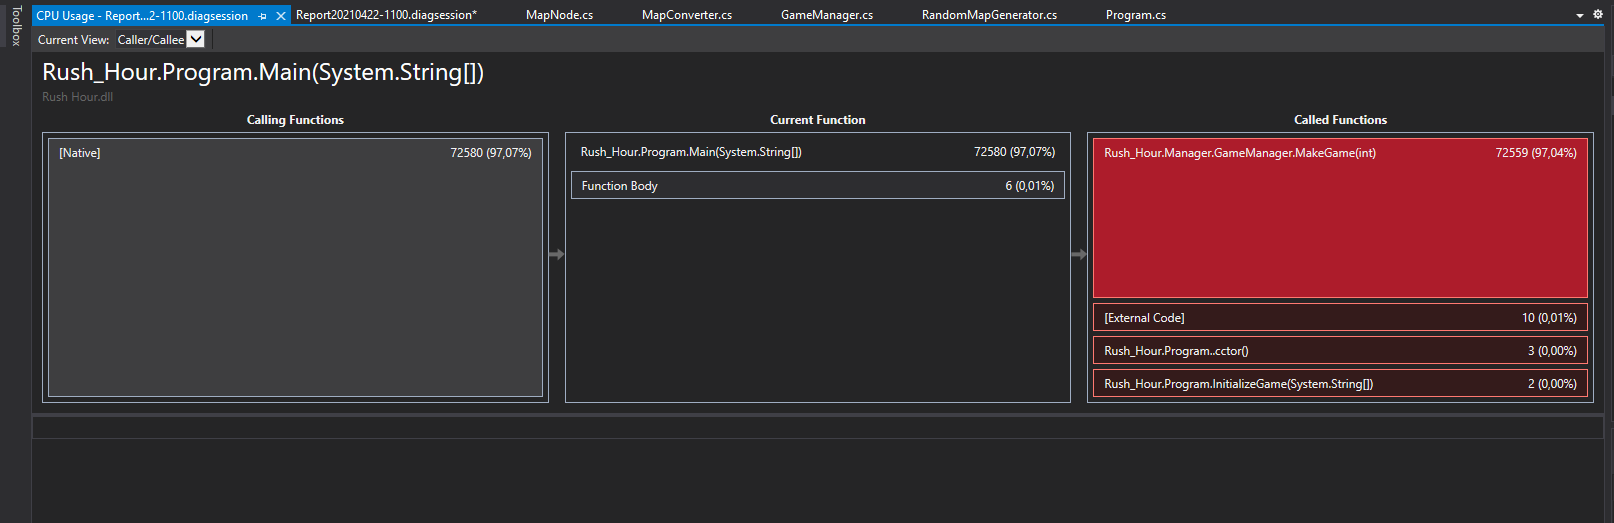 Toolbox
CPU Usage - Report...2-1100.diagsession Report20210422-1100.diagsession* MapNode.cs MapConverter.cs GameManager.cs RandomMapGenerator.cs Program.cs
Current View: Caller/Callee
Rush_Hour.Program.Main(System.String[])
Rush Hour.dll
Calling Functions Current Function Called Functions
[Native] 72580 (97,07%)
Rush_Hour.Program.Main(System.String[]) 72580 (97,07%)
Function Body 6 (0,01%)
Rush_Hour.Manager.GameManager.MakeGame(int) 72559 (97,04%)
[External Code] 10 (0,01%)
Rush_Hour.Program..cctor() 3 (0,00%)
Rush_Hour.Program.InitializeGame(System.String[]) 2 (0,00%)